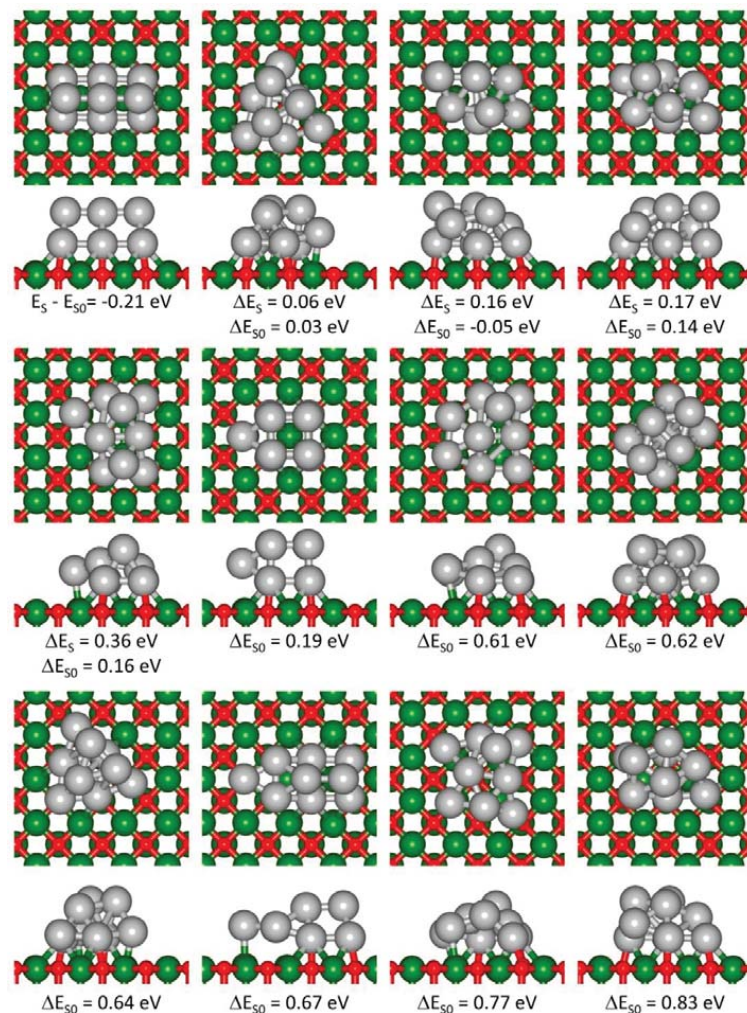 E_S - E_S0= -0.21 eV
ΔE_S = 0.06 eV
ΔE_S0 = 0.03 eV
ΔE_S = 0.16 eV
ΔE_S0 = -0.05 eV
ΔE_S = 0.17 eV
ΔE_S0 = 0.14 eV
ΔE_S = 0.36 eV
ΔE_S0 = 0.16 eV
ΔE_S0 = 0.19 eV
ΔE_S0 = 0.61 eV
ΔE_S0 = 0.62 eV
ΔE_S0 = 0.64 eV
ΔE_S0 = 0.67 eV
ΔE_S0 = 0.77 eV
ΔE_S0 = 0.83 eV